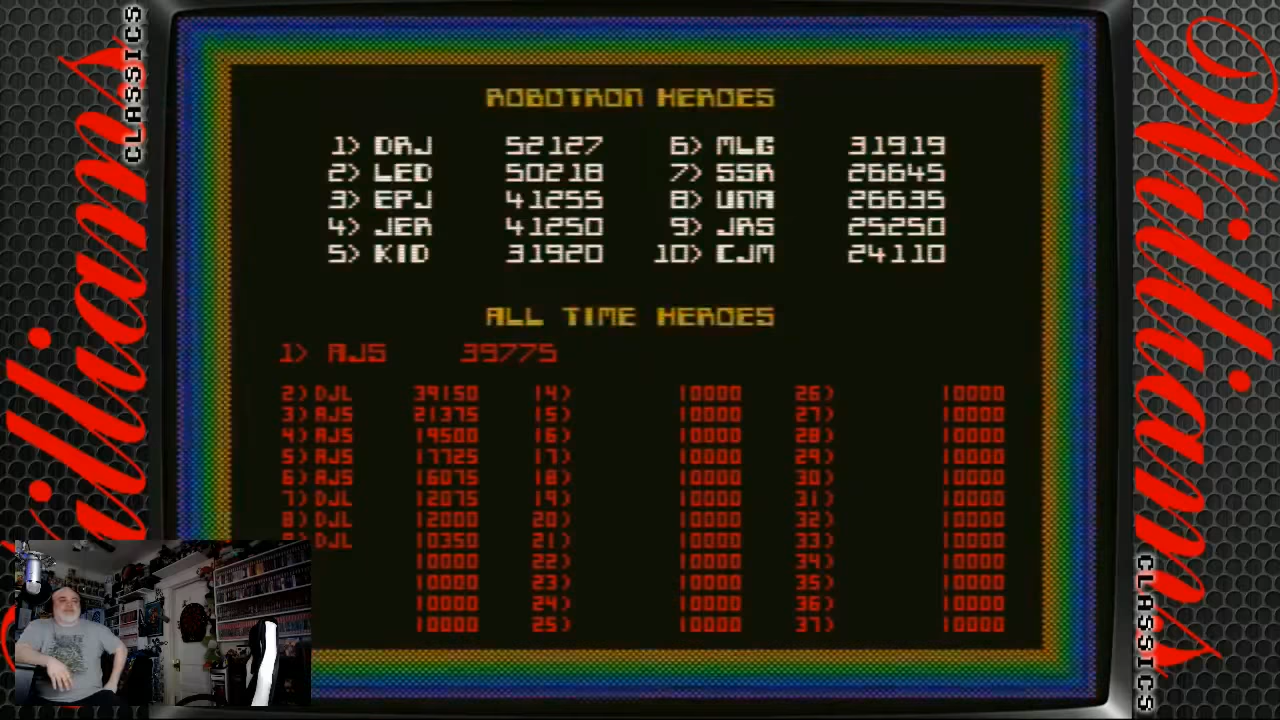 Williams
CLASSICS
ROBOTRON HEROES
1) DRJ 52127 6) MLG 31919
2) LED 50218 7) SSR 26645
3) EPJ 41255 8) UNA 26635
4) JER 41250 9) JRS 25250
5) KID 31920 10) CJM 24110
ALL TIME HEROES
1) AJS 39775
2) DJL 39150 14) 10000 26) 10000
3) AJS 21375 15) 10000 27) 10000
4) AJS 19500 16) 10000 28) 10000
5) AJS 17725 17) 10000 29) 10000
6) AJS 16075 18) 10000 30) 10000
7) DJL 12075 19) 10000 31) 10000
8) DJL 12000 20) 10000 32) 10000
DJL 10350 21) 10000 33) 10000
10000 22) 10000 34) 10000
10000 23) 10000 35) 10000
10000 24) 10000 36) 10000
10000 25) 10000 37) 10000
Williams
CLASSICS